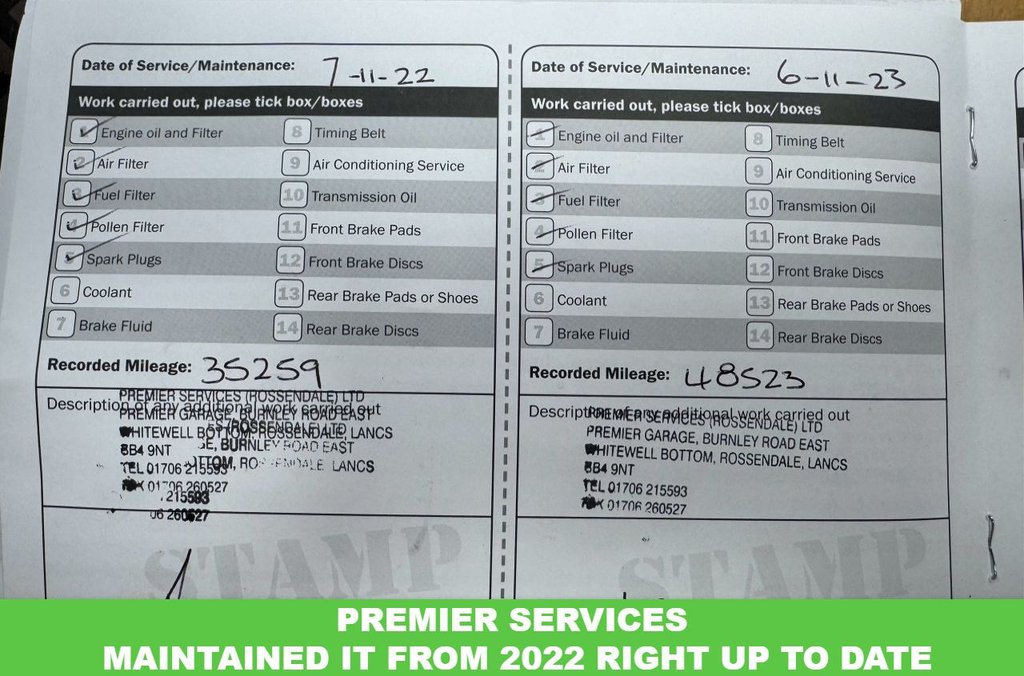 Date of Service/Maintenance: 7-11-22
Work carried out, please tick box/boxes
1 Engine oil and Filter
2 Air Filter
3 Fuel Filter
4 Pollen Filter
5 Spark Plugs
6 Coolant
7 Brake Fluid
8 Timing Belt
9 Air Conditioning Service
10 Transmission Oil
11 Front Brake Pads
12 Front Brake Discs
13 Rear Brake Pads or Shoes
14 Rear Brake Discs
Recorded Mileage: 35259
Description of any additional work carried out
PREMIER SERVICES (ROSSENDALE) LTD
PREMIER GARAGE, BURNLEY ROAD EAST
WHITEWELL BOTTOM, ROSSENDALE, LANCS
BB4 9NT
TEL 01706 215593
FAX 01706 260527
215593
06 260527
STAMP
Date of Service/Maintenance: 6-11-23
Work carried out, please tick box/boxes
1 Engine oil and Filter
2 Air Filter
3 Fuel Filter
4 Pollen Filter
5 Spark Plugs
6 Coolant
7 Brake Fluid
8 Timing Belt
9 Air Conditioning Service
10 Transmission Oil
11 Front Brake Pads
12 Front Brake Discs
13 Rear Brake Pads or Shoes
14 Rear Brake Discs
Recorded Mileage: 48523
Description of any additional work carried out
PREMIER SERVICES (ROSSENDALE) LTD
PREMIER GARAGE, BURNLEY ROAD EAST
WHITEWELL BOTTOM, ROSSENDALE, LANCS
BB4 9NT
TEL 01706 215593
FAX 01706 260527
STAMP
PREMIER SERVICES
MAINTAINED IT FROM 2022 RIGHT UP TO DATE